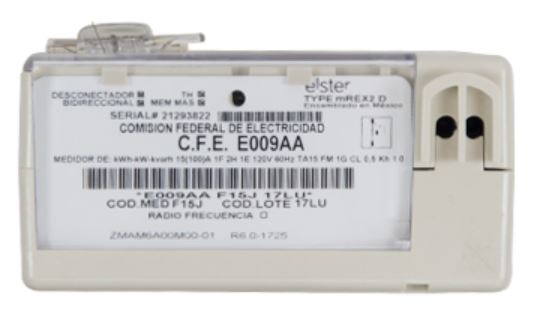 elster
DESCONECTADOR TH
BIDIRECCIONAL MEM MAS
TYPE mREX2 D
Ensamblado en México
SERIAL# 21293822
COMISION FEDERAL DE ELECTRICIDAD
C.F.E. E009AA
MEDIDOR DE: kWh-kW-kvarh 15(100)A 1F 2H 1E 120V 60Hz TA15 FM 1G CL 0,5 Kh 1.0
*E009AA F15J 17LU*
COD.MED F15J COD.LOTE 17LU
RADIO FRECUENCIA
ZMAM6A00M00-01 R6.0-1725